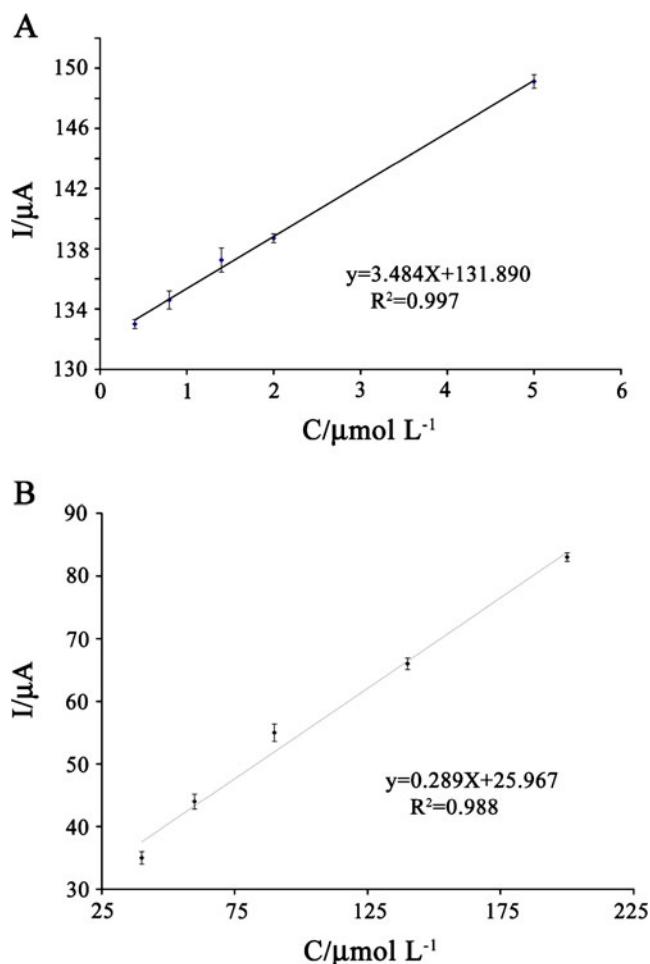 A
150
146
142
138
134
130
I/μA
y=3.484X+131.890
R²=0.997
0 1 2 3 4 5 6
C/μmol L⁻¹
B
90
80
70
60
50
40
30
I/μA
y=0.289X+25.967
R²=0.988
25 75 125 175 225
C/μmol L⁻¹